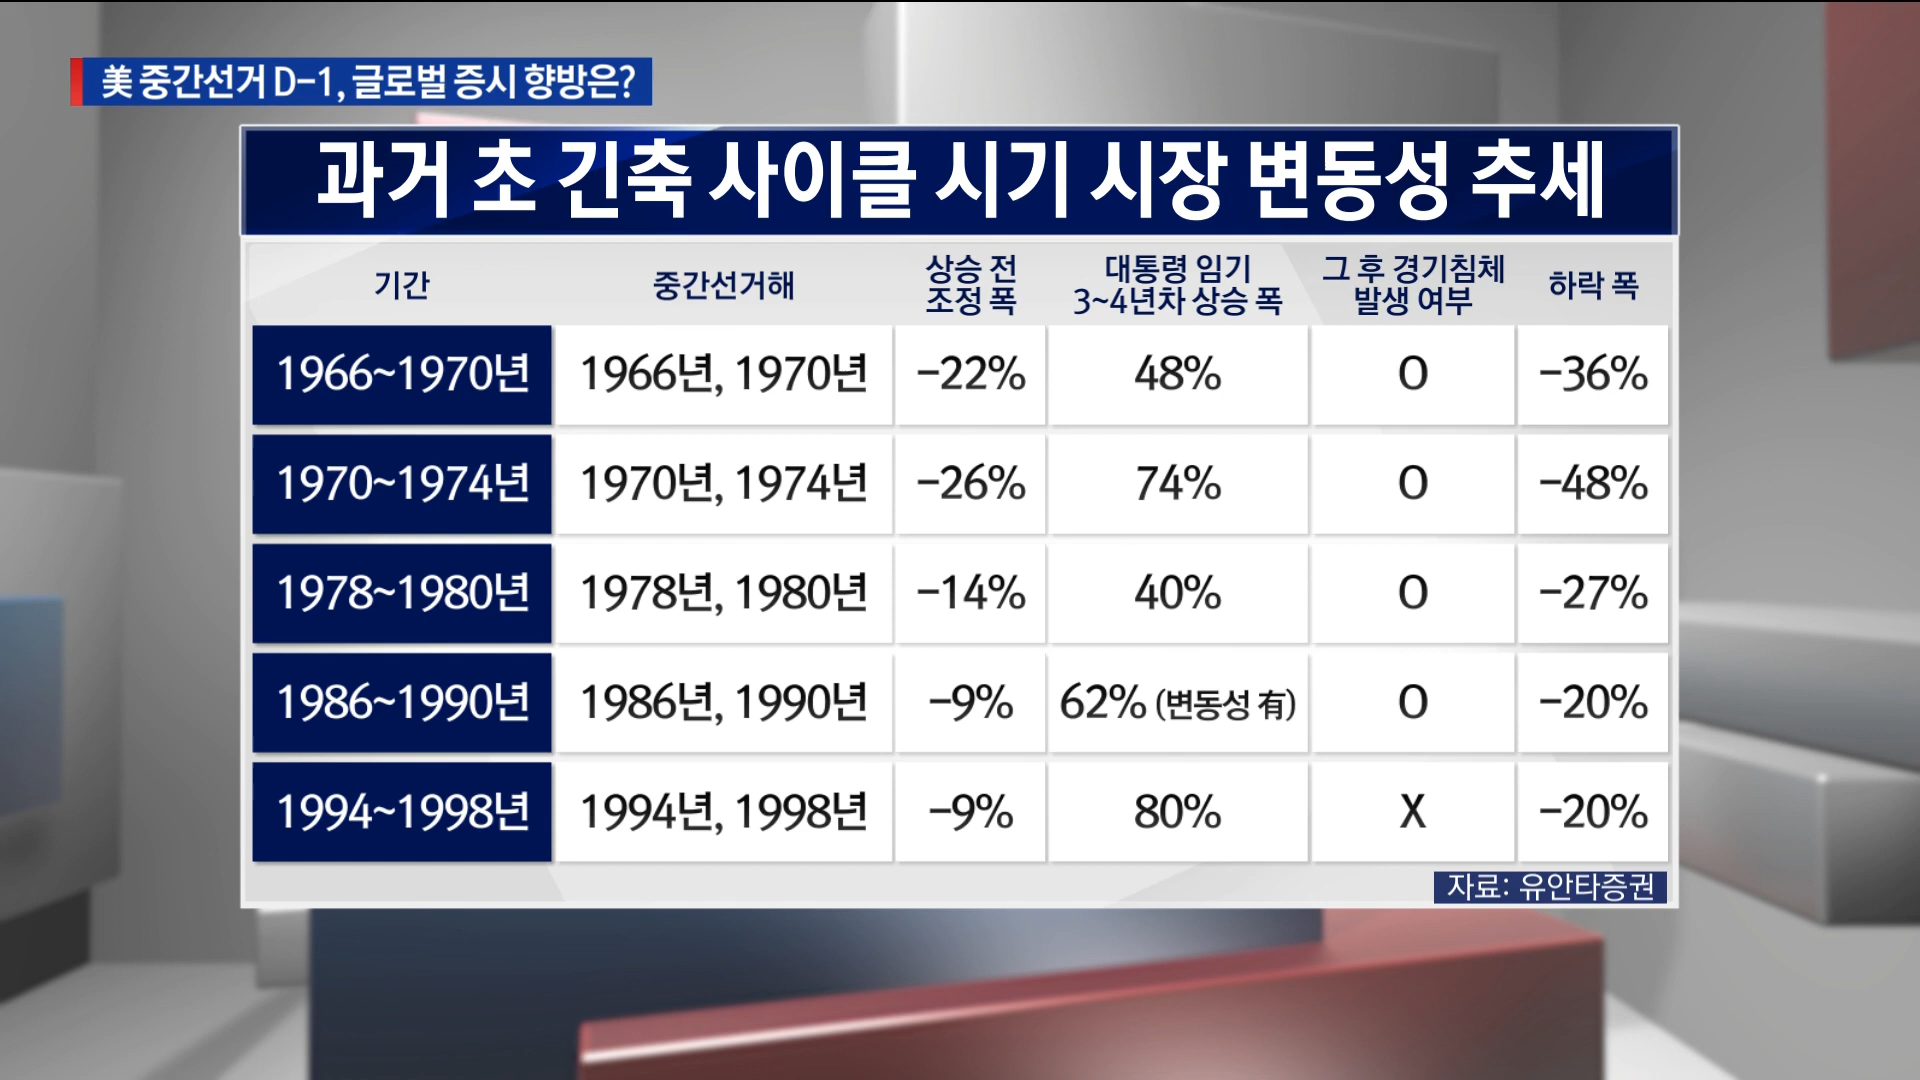 美 중간선거 D-1, 글로벌 증시 향방은?
과거 초 긴축 사이클 시기 시장 변동성 추세
기간 중간선거해 상승 전 조정 폭 대통령 임기 3~4년차 상승 폭 그 후 경기침체 발생 여부 하락 폭
1966~1970년 1966년, 1970년 -22% 48% O -36%
1970~1974년 1970년, 1974년 -26% 74% O -48%
1978~1980년 1978년, 1980년 -14% 40% O -27%
1986~1990년 1986년, 1990년 -9% 62% (변동성 有) O -20%
1994~1998년 1994년, 1998년 -9% 80% X -20%
자료: 유안타증권